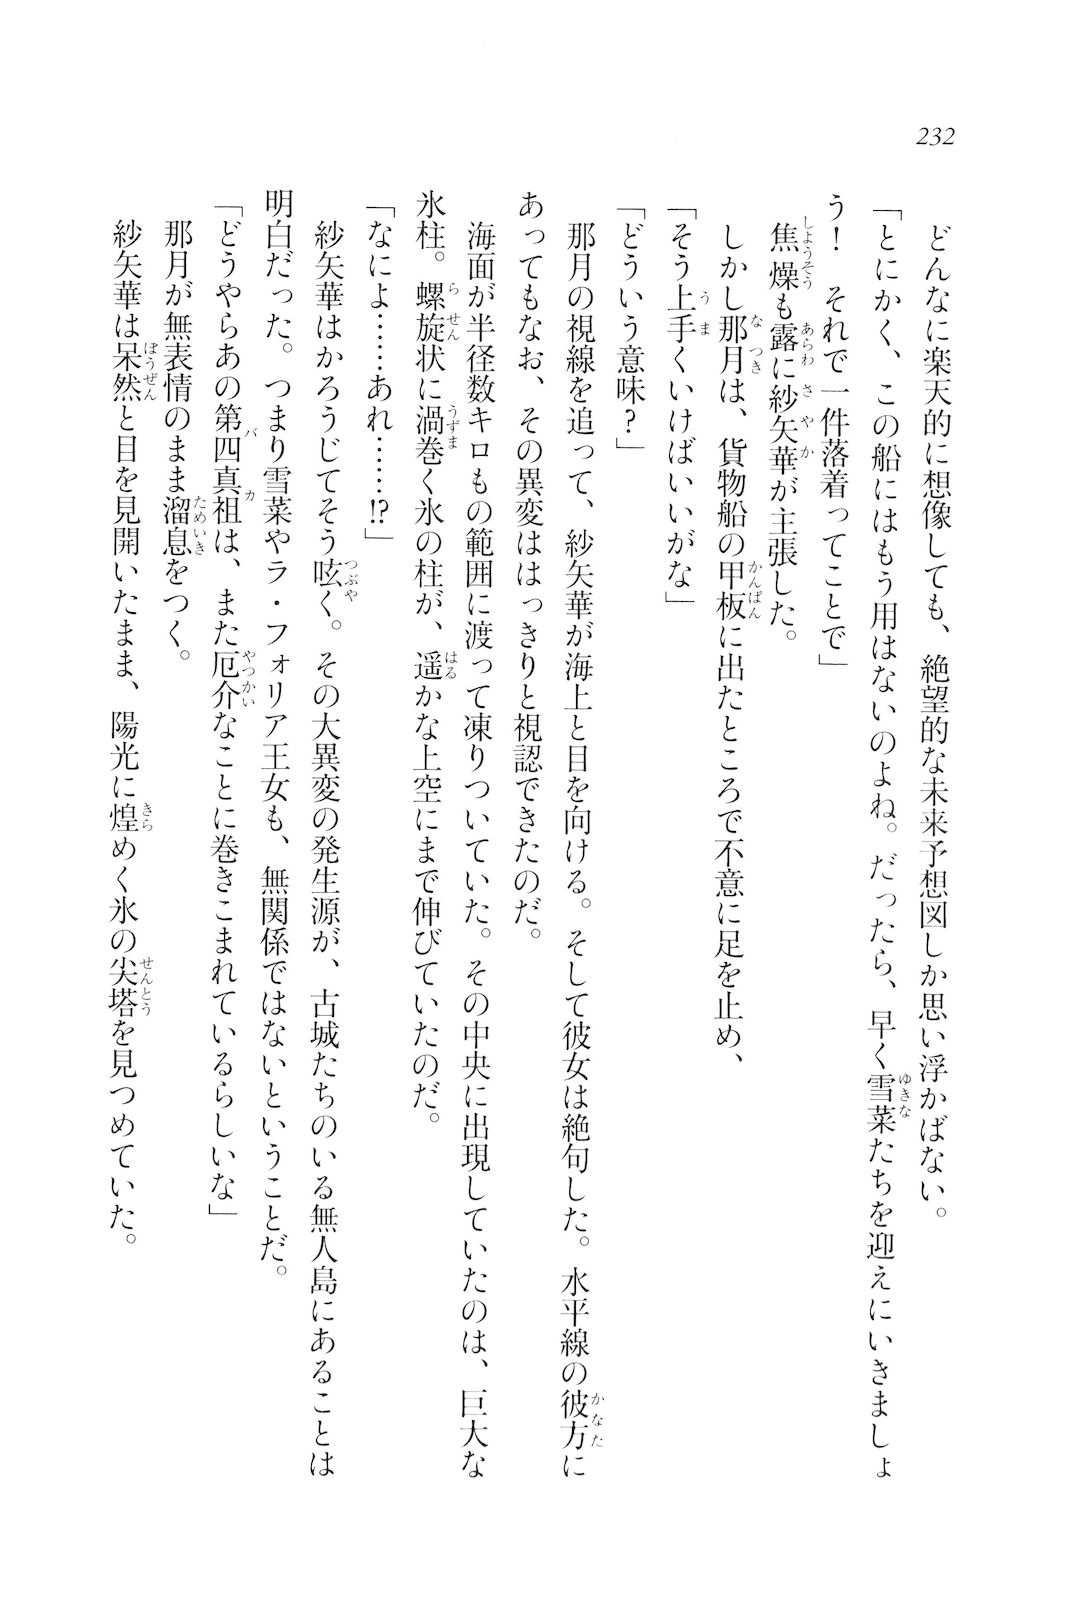 232
どんなに楽天的に想像しても、絶望的な未来予想図しか思い浮かばない。
「とにかく、この船にはもう用はないのよね。だったら、早く雪菜たちを迎えにいきましょ
う！　それで一件落着ってことで」
焦燥も露に紗矢華が主張した。
しかし那月は、貨物船の甲板に出たところで不意に足を止め、
「そう上手くいけばいいがな」
「どういう意味？」
那月の視線を追って、紗矢華が海上と目を向ける。そして彼女は絶句した。水平線の彼方に
あってもなお、その異変ははっきりと視認できたのだ。
海面が半径数キロもの範囲に渡って凍りついていた。その中央に出現していたのは、巨大な
氷柱。螺旋状に渦巻く氷の柱が、遥かな上空にまで伸びていたのだ。
「なによ……あれ……!?」
紗矢華はかろうじてそう呟く。その大異変の発生源が、古城たちのいる無人島にあることは
明白だった。つまり雪菜やラ・フォリア王女も、無関係ではないということだ。
「どうやらあの第四真祖は、また厄介なことに巻きこまれているらしいな」
那月が無表情のまま溜息をつく。
紗矢華は呆然と目を見開いたまま、陽光に煌めく氷の尖塔を見つめていた。